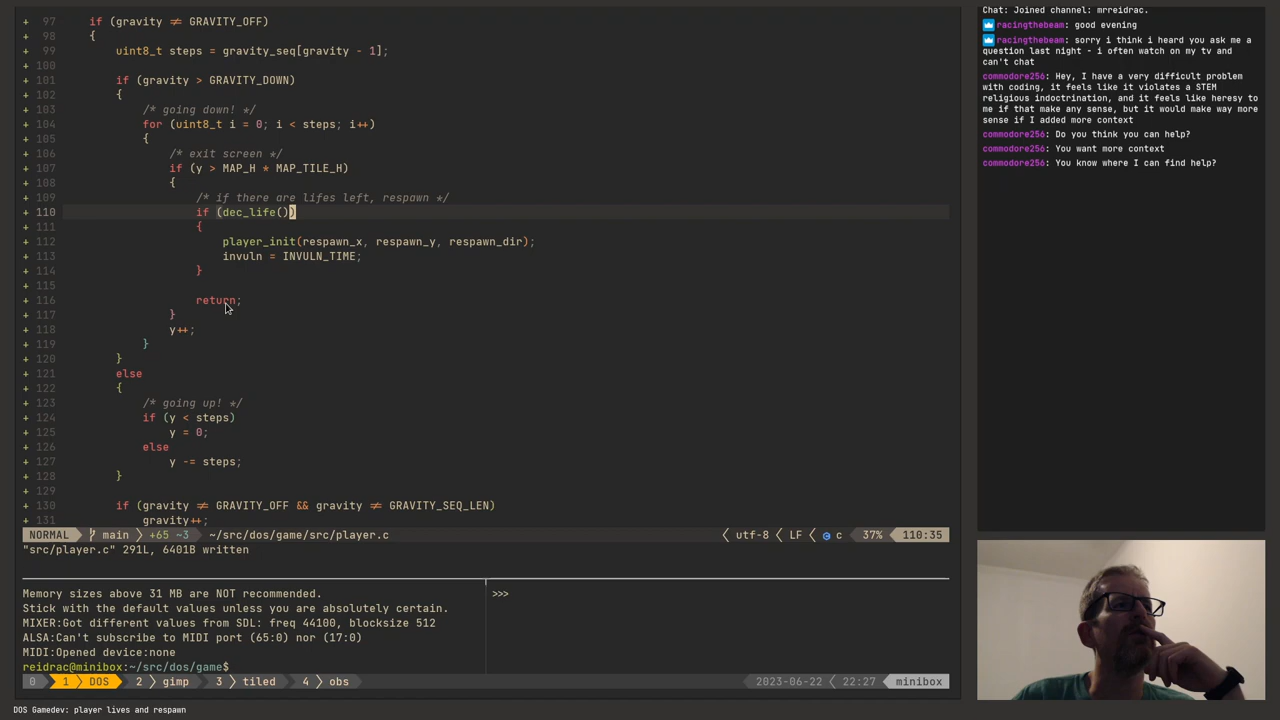 + 97 if (gravity ≠ GRAVITY_OFF)
+ 98 {
+ 99 uint8_t steps = gravity_seq[gravity - 1];
+ 100
+ 101 if (gravity > GRAVITY_DOWN)
+ 102 {
+ 103 /* going down! */
+ 104 for (uint8_t i = 0; i < steps; i++)
+ 105 {
+ 106 /* exit screen */
+ 107 if (y > MAP_H * MAP_TILE_H)
+ 108 {
+ 109 /* if there are lifes left, respawn */
+ 110 if (dec_life())
+ 111 {
+ 112 player_init(respawn_x, respawn_y, respawn_dir);
+ 113 invuln = INVULN_TIME;
+ 114 }
+ 115
+ 116 return;
+ 117 }
+ 118 y++;
+ 119 }
+ 120 }
+ 121 else
+ 122 {
+ 123 /* going up! */
+ 124 if (y < steps)
+ 125 y = 0;
+ 126 else
+ 127 y -= steps;
+ 128 }
+ 129
+ 130 if (gravity ≠ GRAVITY_OFF && gravity ≠ GRAVITY_SEQ_LEN)
+ 131 gravity++;
NORMAL main +65 ~3 ~/src/dos/game/src/player.c utf-8 LF c 37% 110:35
"src/player.c" 291L, 6401B written
Memory sizes above 31 MB are NOT recommended.
Stick with the default values unless you are absolutely certain.
MIXER:Got different values from SDL: freq 44100, blocksize 512
ALSA:Can't subscribe to MIDI port (65:0) nor (17:0)
MIDI:Opened device:none
reidrac@minibox:~/src/dos/game$
>>>
0 1 DOS 2 gimp 3 tiled 4 obs 2023-06-22 22:27 minibox
DOS Gamedev: player lives and respawn
Chat: Joined channel: mrreidrac.
racingthebeam: good evening
racingthebeam: sorry i think i heard you ask me a
question last night - i often watch on my tv and
can't chat
commodore256: Hey, I have a very difficult problem
with coding, it feels like it violates a STEM
religious indoctrination, and it feels like heresy to
me if that make any sense, but it would make way more
sense if I added more context
commodore256: Do you think you can help?
commodore256: You want more context
commodore256: You know where I can find help?